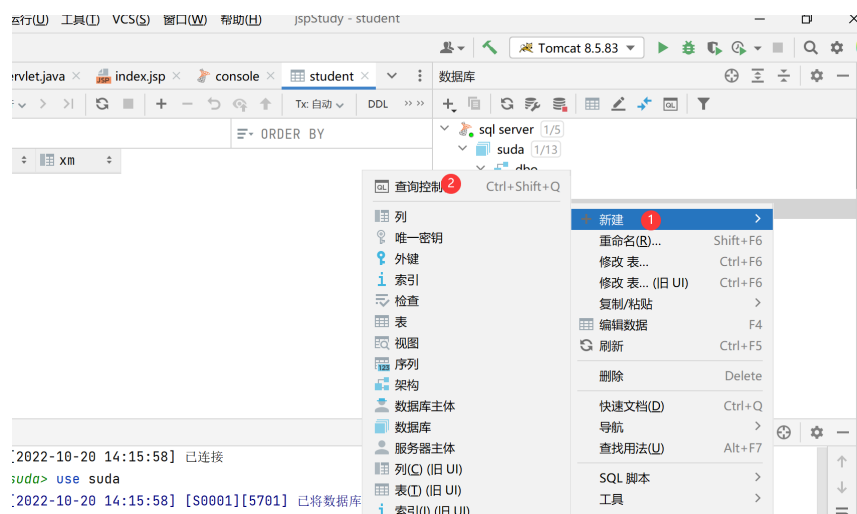 运行(U) 工具(T) VCS(S) 窗口(W) 帮助(H) jspStudy - student
Tomcat 8.5.83
ervlet.java index.jsp console student
数据库
Tx: 自动 DDL
ORDER BY
sql server 1/5
suda 1/13
dbo
xm
查询控制 2 Ctrl+Shift+Q
列
唯一密钥
外键
索引
检查
表
视图
序列
架构
数据库主体
数据库
服务器主体
列(C) (旧 UI)
表(T) (旧 UI)
索引(I) (旧 UI)
新建 1
重命名(R)... Shift+F6
修改 表... Ctrl+F6
修改 表... (旧 UI) Ctrl+F6
复制/粘贴
编辑数据 F4
刷新 Ctrl+F5
删除 Delete
快速文档(D) Ctrl+Q
导航
查找用法(U) Alt+F7
SQL 脚本
工具
[2022-10-20 14:15:58] 已连接
suda> use suda
[2022-10-20 14:15:58] [S0001][5701] 已将数据库